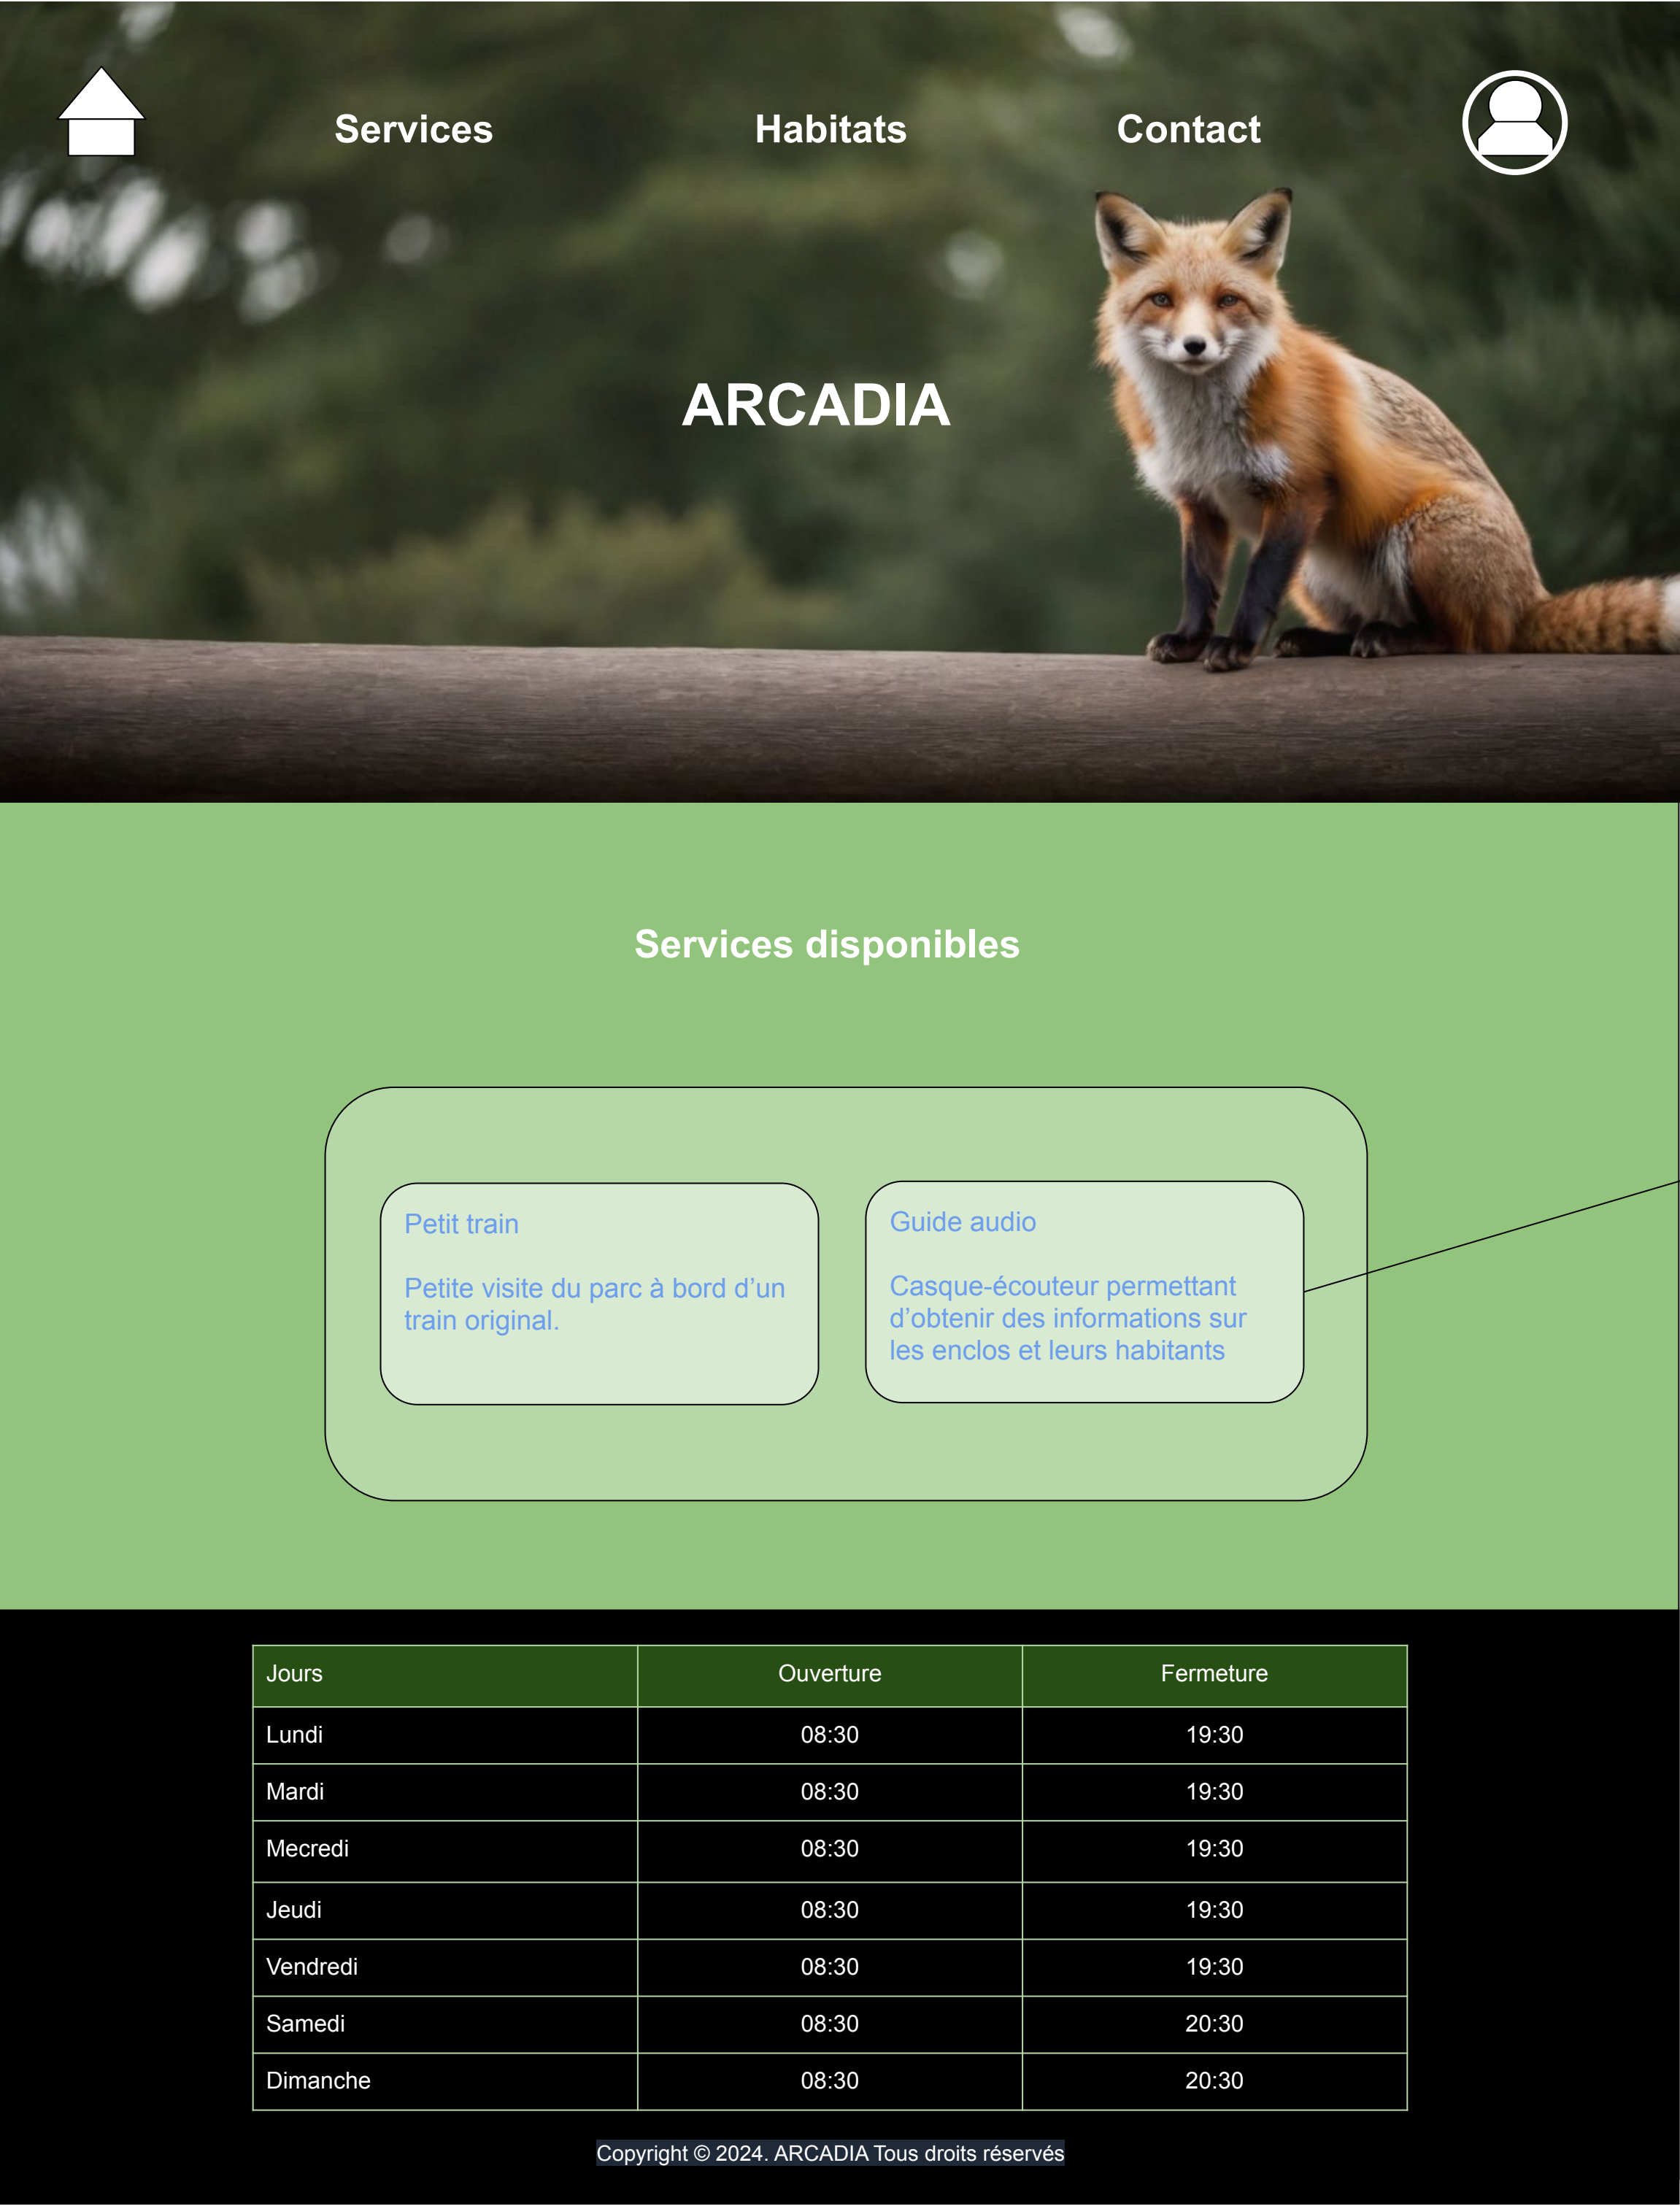 Services Habitats Contact
ARCADIA
Services disponibles
Petit train
Petite visite du parc à bord d’un
train original.
Guide audio
Casque-écouteur permettant
d’obtenir des informations sur
les enclos et leurs habitants
Jours Ouverture Fermeture
Lundi 08:30 19:30
Mardi 08:30 19:30
Mecredi 08:30 19:30
Jeudi 08:30 19:30
Vendredi 08:30 19:30
Samedi 08:30 20:30
Dimanche 08:30 20:30
Copyright © 2024. ARCADIA Tous droits réservés